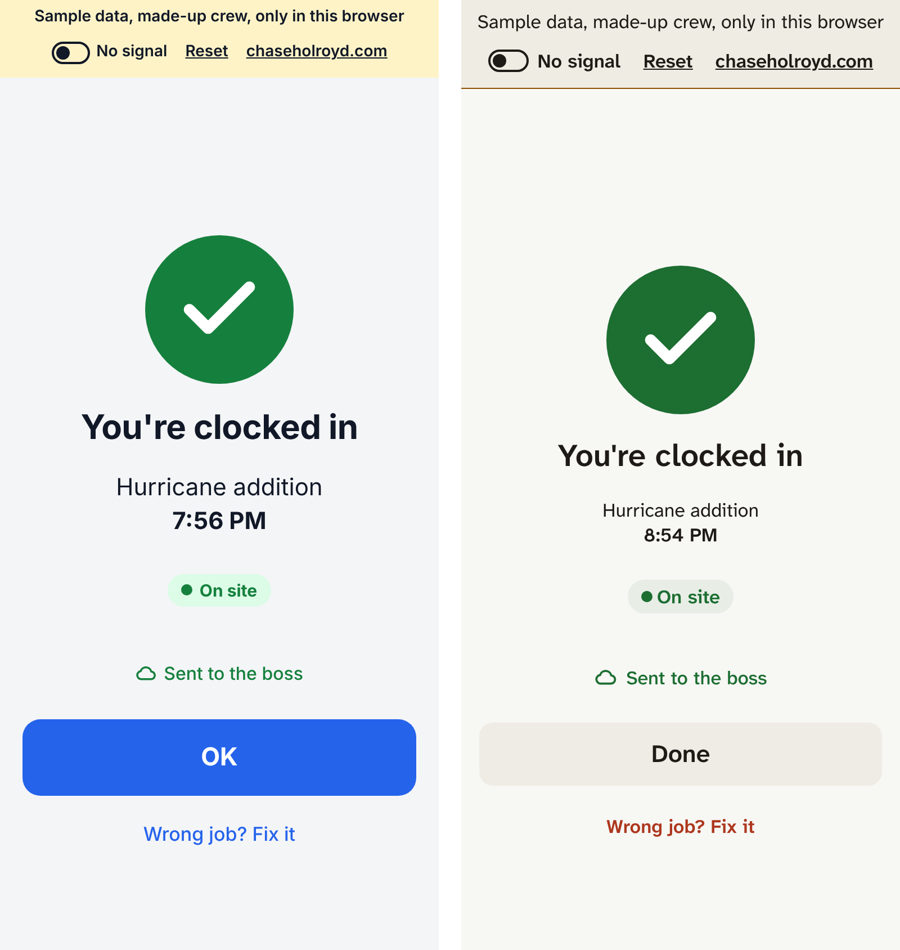 Sample data, made-up crew, only in this browser
No signal Reset chaseholroyd.com
You're clocked in
Hurricane addition
7:56 PM
On site
Sent to the boss
OK
Wrong job? Fix it
Sample data, made-up crew, only in this browser
No signal Reset chaseholroyd.com
You're clocked in
Hurricane addition
8:54 PM
On site
Sent to the boss
Done
Wrong job? Fix it